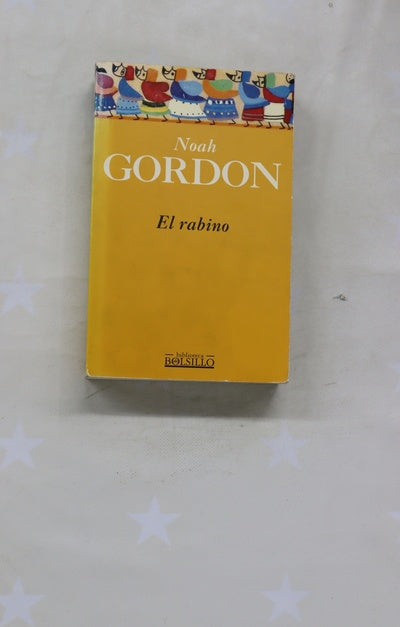 Noah
GORDON
El rabino
biblioteca
BOLSILLO